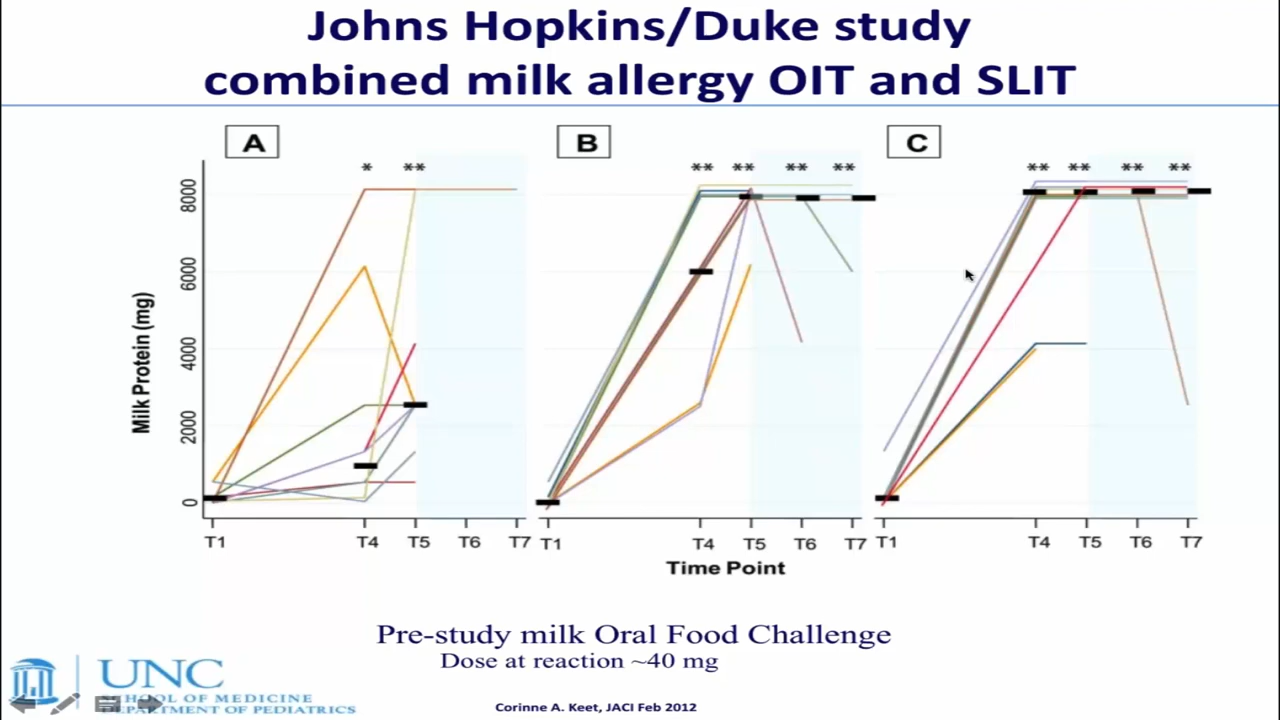 Johns Hopkins/Duke study
combined milk allergy OIT and SLIT
A
B
C
* **
** ** ** **
** ** ** **
Milk Protein (mg)
8000
6000
4000
2000
0
T1 T4 T5 T6 T7
T1 T4 T5 T6 T7
T1 T4 T5 T6 T7
Time Point
Pre-study milk Oral Food Challenge
Dose at reaction ~40 mg
UNC
SCHOOL OF MEDICINE
DEPARTMENT OF PEDIATRICS
Corinne A. Keet, JACI Feb 2012